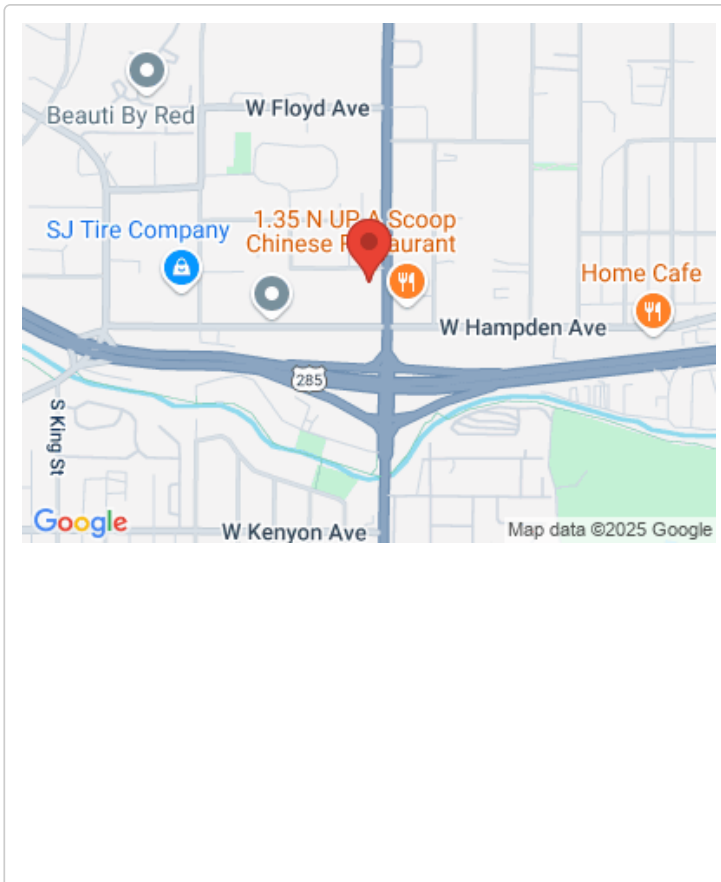 Beauti By Red
W Floyd Ave
1.35 N UP A Scoop
Chinese Restaurant
SJ Tire Company
Home Cafe
W Hampden Ave
285
S King St
Google
W Kenyon Ave
Map data ©2025 Google